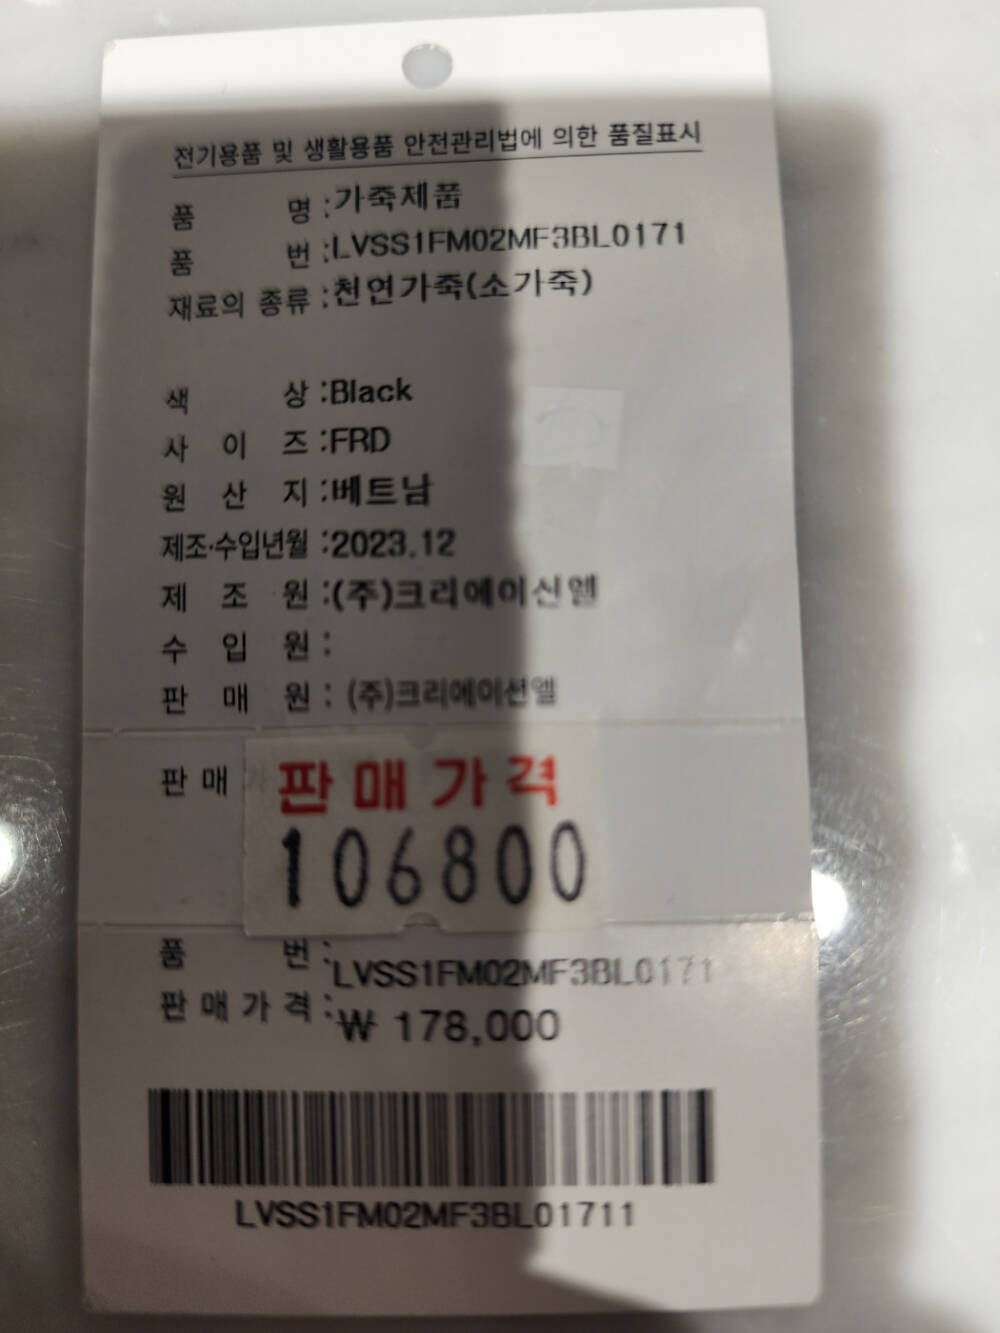 전기용품 및 생활용품 안전관리법에 의한 품질표시
품 명 : 가죽제품
품 번 : LVSS1FM02MF3BL0171
재료의 종류 : 천연가죽(소가죽)
색 상 : Black
사 이 즈 : FRD
원 산 지 : 베트남
제조·수입년월 : 2023.12
제 조 원 : (주)크리에이션엘
수 입 원 :
판 매 원 : (주)크리에이션엘
판 매
판매가격
106800
품 번 : LVSS1FM02MF3BL0171
판 매 가 격 : ₩ 178,000
LVSS1FM02MF3BL01711